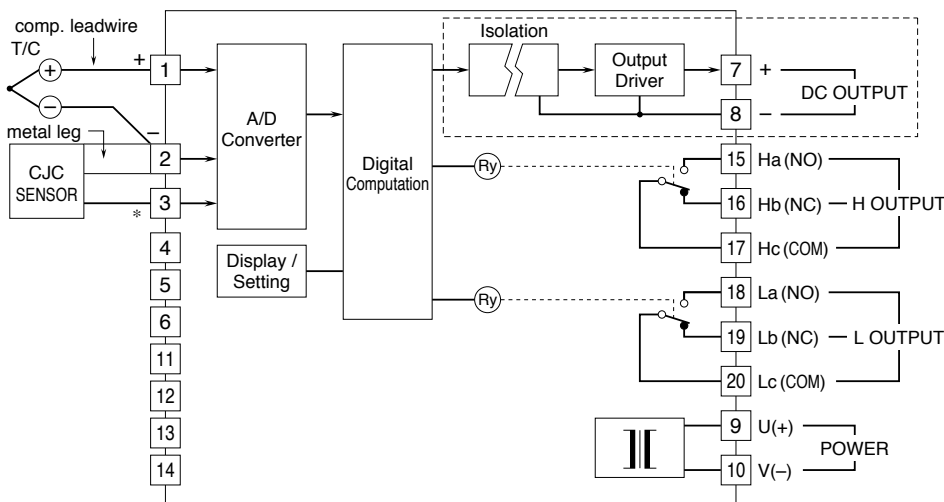 comp. leadwire
T/C
+
−
+
−
metal leg
CJC
SENSOR
*
1
2
3
4
5
6
11
12
13
14
A/D
Converter
Display /
Setting
Digital
Computation
Isolation
Output
Driver
Ry
Ry
7
+
8
−
DC OUTPUT
15
Ha (NO)
16
Hb (NC)
H OUTPUT
17
Hc (COM)
18
La (NO)
19
Lb (NC)
L OUTPUT
20
Lc (COM)
9
U(+)
POWER
10
V(–)